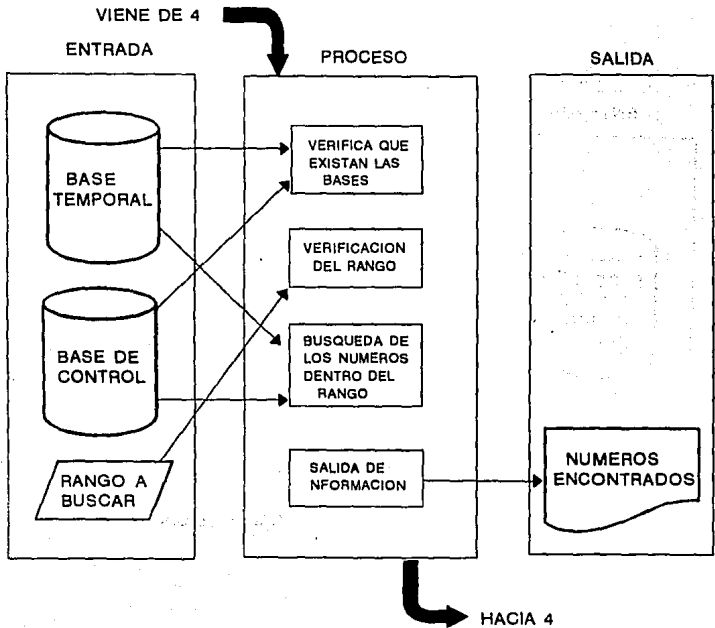 VIENE DE 4
ENTRADA
PROCESO
SALIDA
BASE
TEMPORAL
BASE DE
CONTROL
RANGO A
BUSCAR
VERIFICA QUE
EXISTAN LAS
BASES
VERIFICACION
DEL RANGO
BUSQUEDA DE
LOS NUMEROS
DENTRO DEL
RANGO
SALIDA DE
NFORMACION
NUMEROS
ENCONTRADOS
HACIA 4